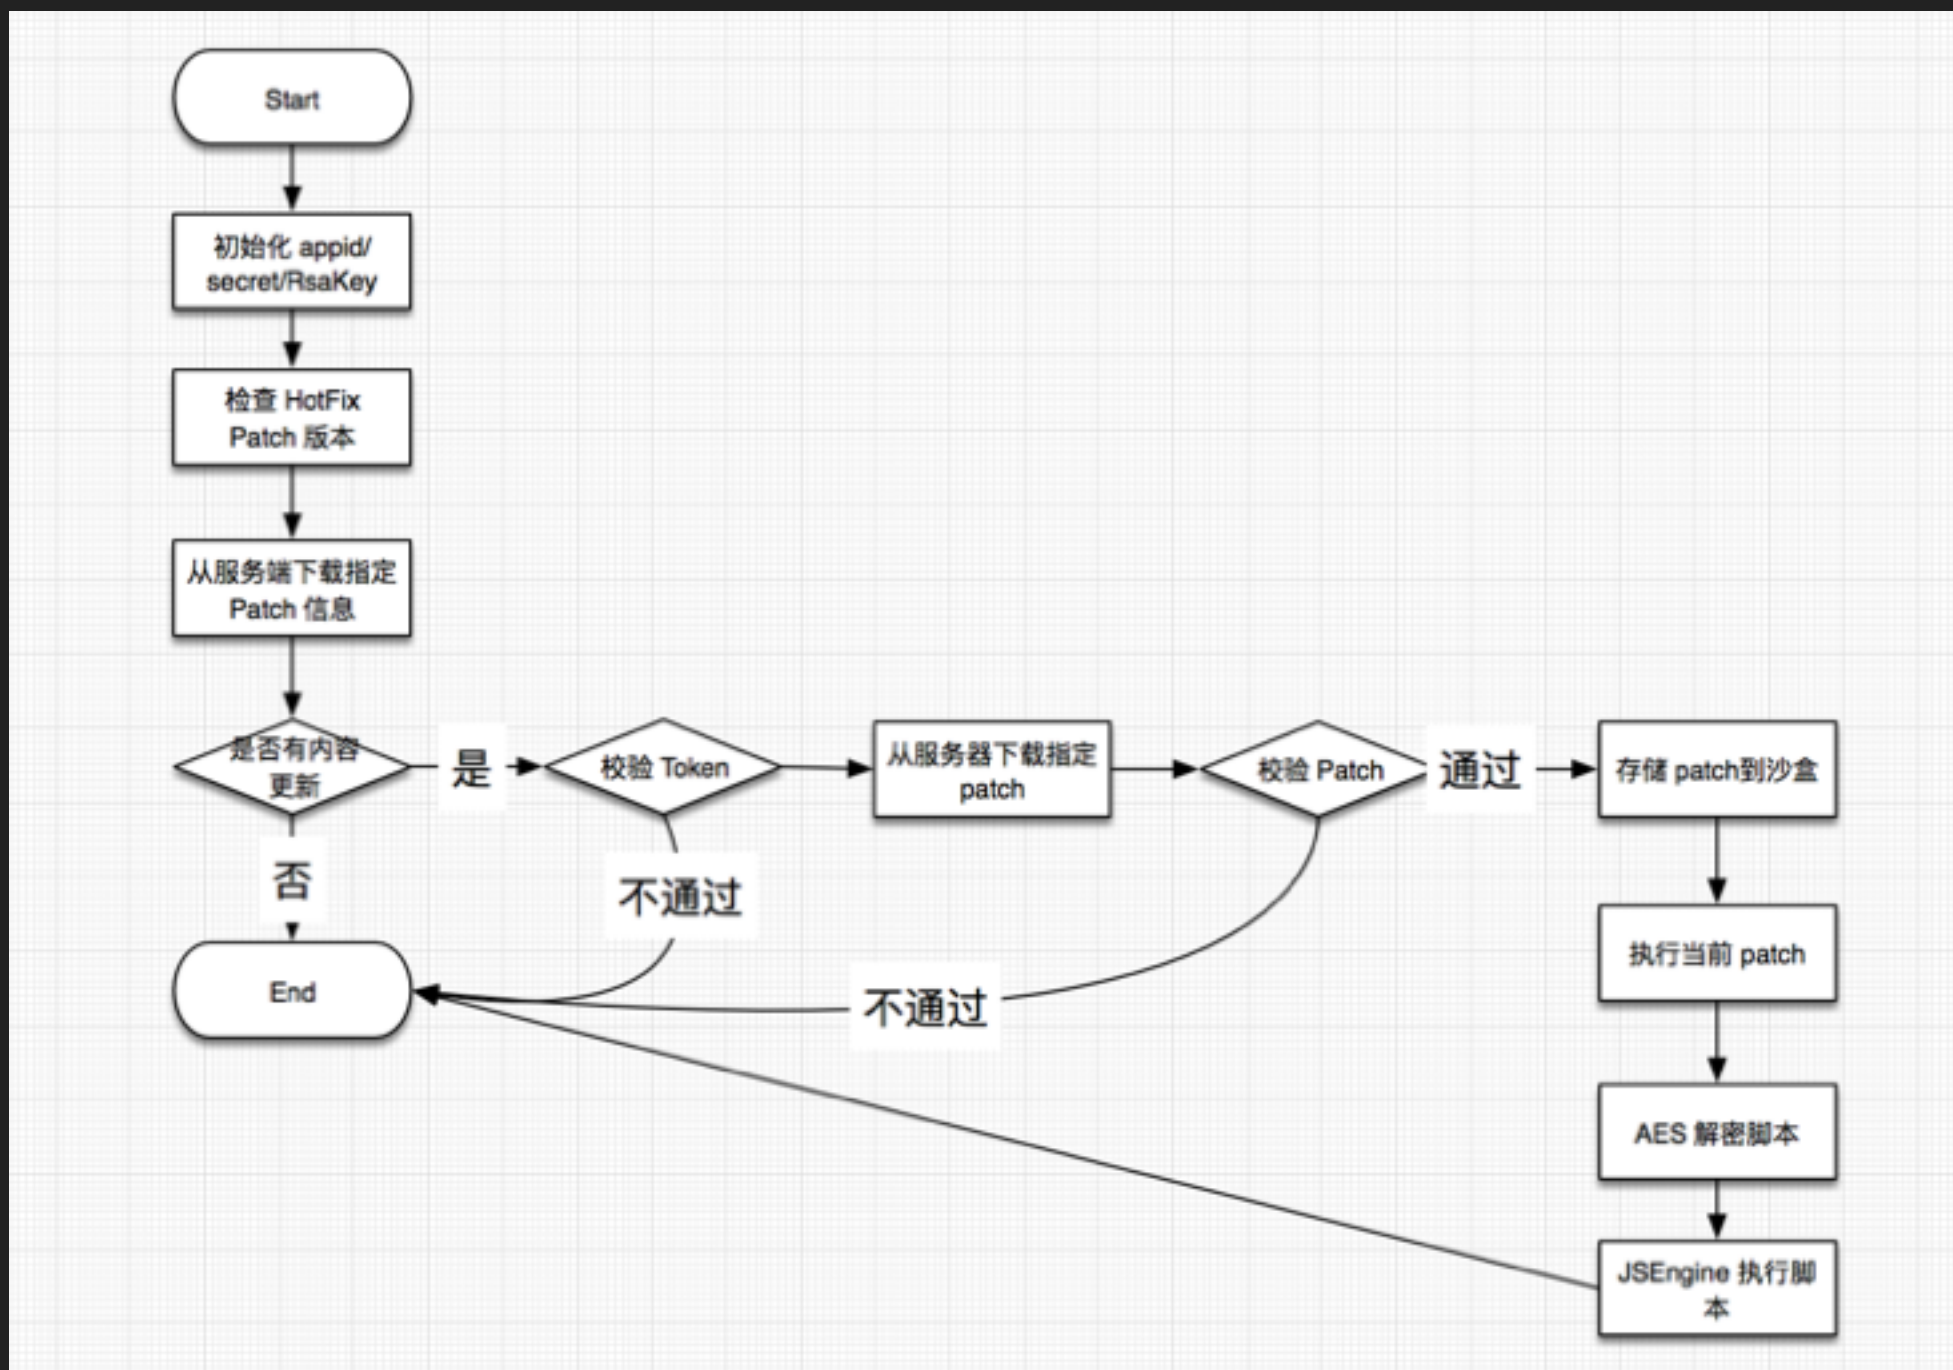 Start
初始化 appid/
secret/RsaKey
检查 HotFix
Patch 版本
从服务端下载指定
Patch 信息
是否有内容
更新
是
校验 Token
从服务器下载指定
patch
校验 Patch
通过
存储 patch到沙盒
否
不通过
执行当前 patch
End
不通过
AES 解密脚本
JSEngine 执行脚
本